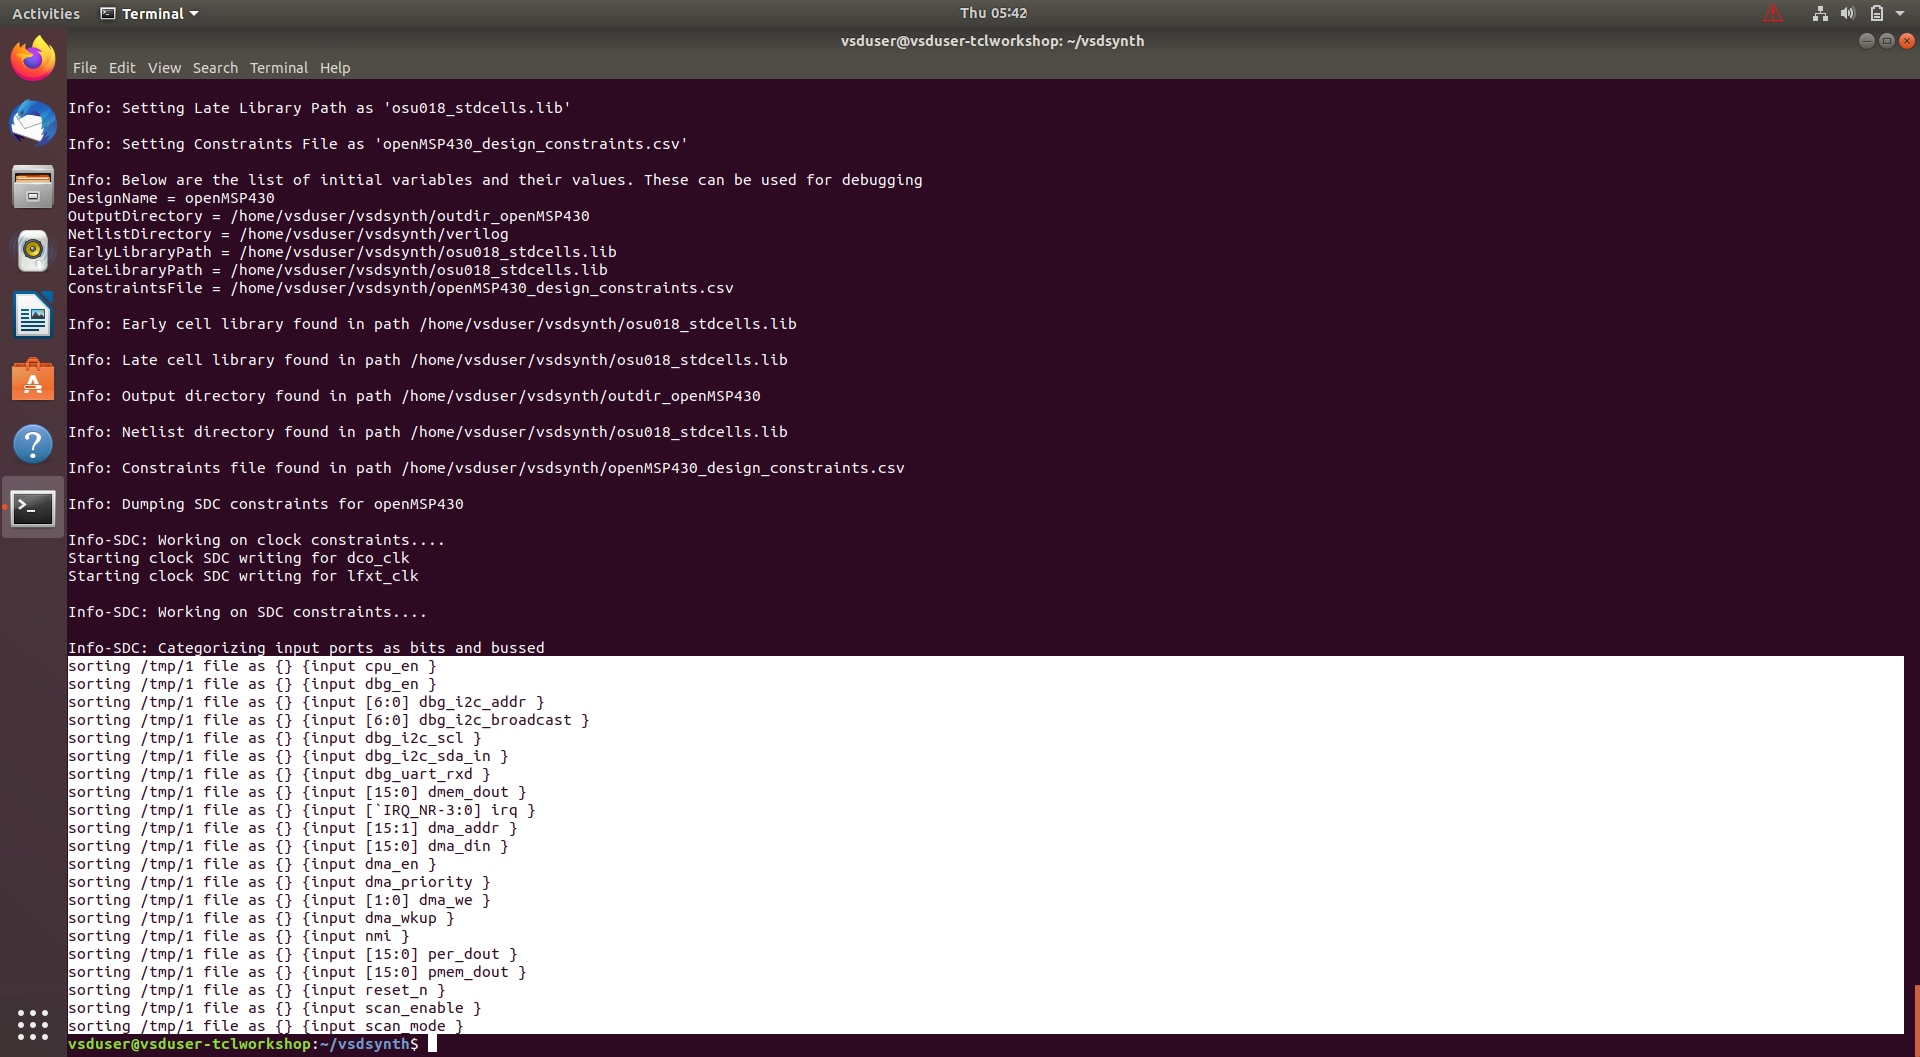 Activities Terminal Thu 05:42
vsduser@vsduser-tclworkshop: ~/vsdsynth
File Edit View Search Terminal Help
Info: Setting Late Library Path as 'osu018_stdcells.lib'
Info: Setting Constraints File as 'openMSP430_design_constraints.csv'
Info: Below are the list of initial variables and their values. These can be used for debugging
DesignName = openMSP430
OutputDirectory = /home/vsduser/vsdsynth/outdir_openMSP430
NetlistDirectory = /home/vsduser/vsdsynth/verilog
EarlyLibraryPath = /home/vsduser/vsdsynth/osu018_stdcells.lib
LateLibraryPath = /home/vsduser/vsdsynth/osu018_stdcells.lib
ConstraintsFile = /home/vsduser/vsdsynth/openMSP430_design_constraints.csv
Info: Early cell library found in path /home/vsduser/vsdsynth/osu018_stdcells.lib
Info: Late cell library found in path /home/vsduser/vsdsynth/osu018_stdcells.lib
Info: Output directory found in path /home/vsduser/vsdsynth/outdir_openMSP430
Info: Netlist directory found in path /home/vsduser/vsdsynth/osu018_stdcells.lib
Info: Constraints file found in path /home/vsduser/vsdsynth/openMSP430_design_constraints.csv
Info: Dumping SDC constraints for openMSP430
Info-SDC: Working on clock constraints....
Starting clock SDC writing for dco_clk
Starting clock SDC writing for lfxt_clk
Info-SDC: Working on SDC constraints....
Info-SDC: Categorizing input ports as bits and bussed
sorting /tmp/1 file as {} {input cpu_en }
sorting /tmp/1 file as {} {input dbg_en }
sorting /tmp/1 file as {} {input [6:0] dbg_i2c_addr }
sorting /tmp/1 file as {} {input [6:0] dbg_i2c_broadcast }
sorting /tmp/1 file as {} {input dbg_i2c_scl }
sorting /tmp/1 file as {} {input dbg_i2c_sda_in }
sorting /tmp/1 file as {} {input dbg_uart_rxd }
sorting /tmp/1 file as {} {input [15:0] dmem_dout }
sorting /tmp/1 file as {} {input [`IRQ_NR-3:0] irq }
sorting /tmp/1 file as {} {input [15:1] dma_addr }
sorting /tmp/1 file as {} {input [15:0] dma_din }
sorting /tmp/1 file as {} {input dma_en }
sorting /tmp/1 file as {} {input dma_priority }
sorting /tmp/1 file as {} {input [1:0] dma_we }
sorting /tmp/1 file as {} {input dma_wkup }
sorting /tmp/1 file as {} {input nmi }
sorting /tmp/1 file as {} {input [15:0] per_dout }
sorting /tmp/1 file as {} {input [15:0] pmem_dout }
sorting /tmp/1 file as {} {input reset_n }
sorting /tmp/1 file as {} {input scan_enable }
sorting /tmp/1 file as {} {input scan_mode }
vsduser@vsduser-tclworkshop:~/vsdsynth$